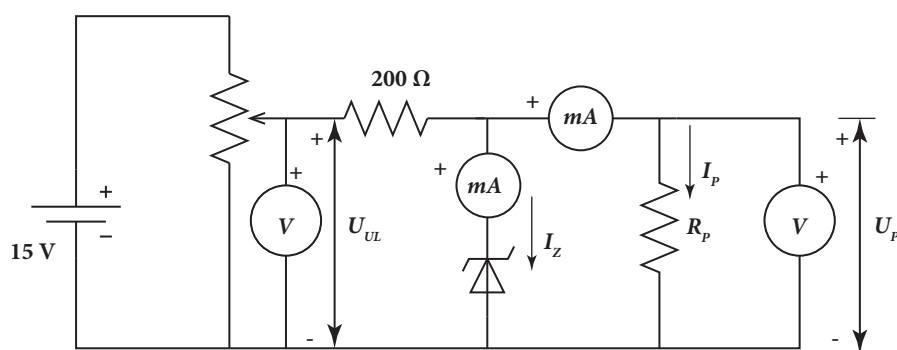 200 Ω
+
mA
+
+
+
V
U_UL
-
+
mA
I_Z
I_P
R_P
+
V
+
U_P
-
+
-
15 V